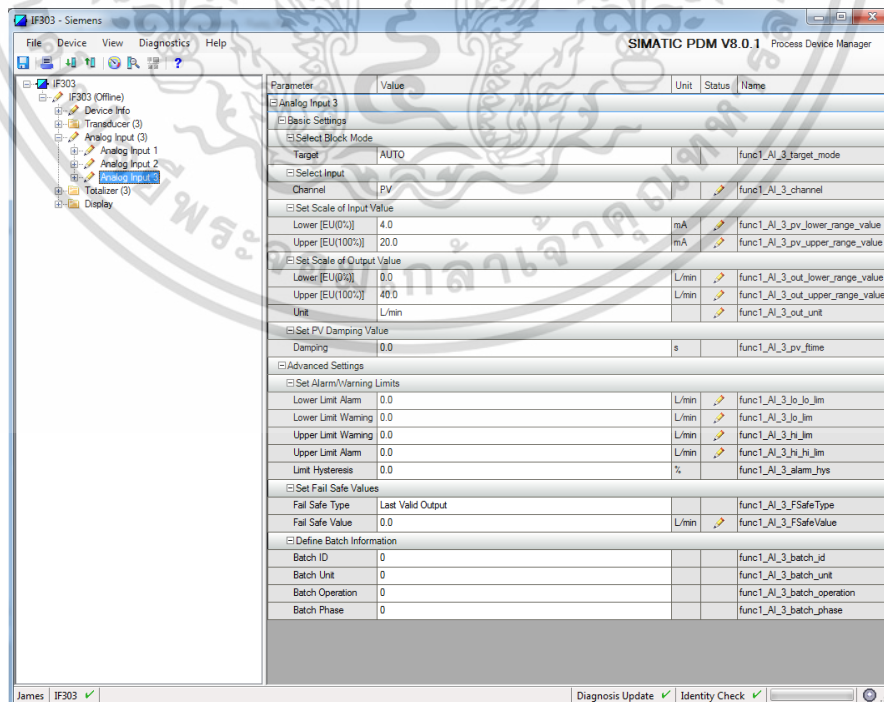 IF303 - Siemens
File Device View Diagnostics Help
SIMATIC PDM V8.0.1 Process Device Manager
IF303
IF303 (Offline)
Device Info
Transducer (3)
Analog Input (3)
Analog Input 1
Analog Input 2
Analog Input 3
Totalizer (3)
Display
Parameter Value Unit Status Name
Analog Input 3
Basic Settings
Select Block Mode
Target AUTO func1_AI_3_target_mode
Select Input
Channel PV func1_AI_3_channel
Set Scale of Input Value
Lower [EU(0%)] 4.0 mA func1_AI_3_pv_lower_range_value
Upper [EU(100%)] 20.0 mA func1_AI_3_pv_upper_range_value
Set Scale of Output Value
Lower [EU(0%)] 0.0 L/min func1_AI_3_out_lower_range_value
Upper [EU(100%)] 40.0 L/min func1_AI_3_out_upper_range_value
Unit L/min func1_AI_3_out_unit
Set PV Damping Value
Damping 0.0 s func1_AI_3_pv_ftime
Advanced Settings
Set Alarm/Warning Limits
Lower Limit Alarm 0.0 L/min func1_AI_3_lo_lo_lim
Lower Limit Warning 0.0 L/min func1_AI_3_lo_lim
Upper Limit Warning 0.0 L/min func1_AI_3_hi_lim
Upper Limit Alarm 0.0 L/min func1_AI_3_hi_hi_lim
Limit Hysteresis 0.0 % func1_AI_3_alarm_hys
Set Fail Safe Values
Fail Safe Type Last Valid Output func1_AI_3_FSafeType
Fail Safe Value 0.0 L/min func1_AI_3_FSafeValue
Define Batch Information
Batch ID 0 func1_AI_3_batch_id
Batch Unit 0 func1_AI_3_batch_unit
Batch Operation 0 func1_AI_3_batch_operation
Batch Phase 0 func1_AI_3_batch_phase
James IF303 Diagnosis Update Identity Check